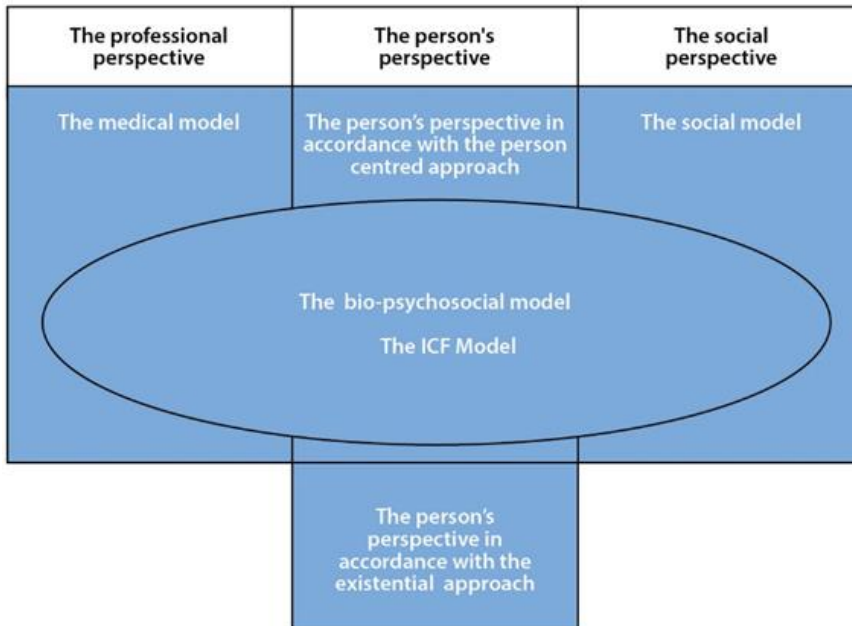 The professional
perspective
The person's
perspective
The social
perspective
The medical model
The person's perspective in
accordance with the person
centred approach
The social model
The bio-psychosocial model
The ICF Model
The person's
perspective in
accordance with the
existential approach